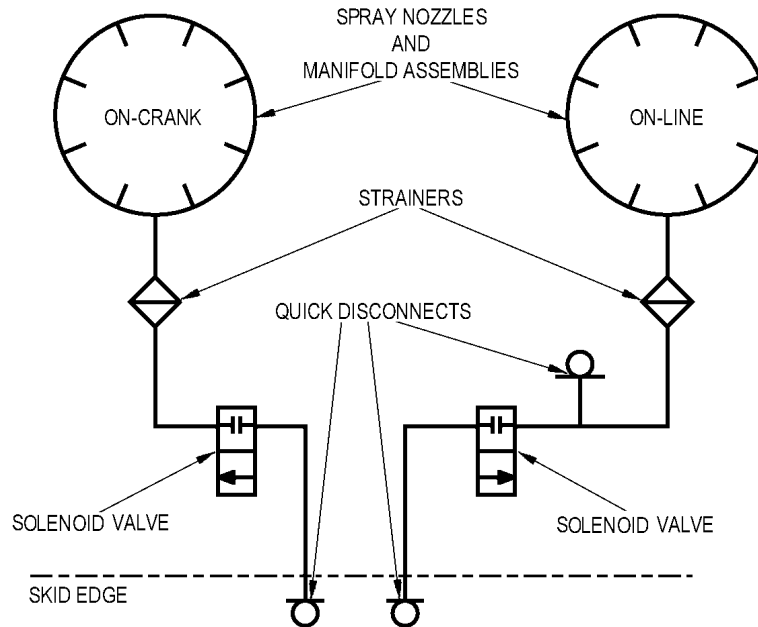 SPRAY NOZZLES
AND
MANIFOLD ASSEMBLIES
ON-CRANK
ON-LINE
STRAINERS
QUICK DISCONNECTS
SOLENOID VALVE
SOLENOID VALVE
SKID EDGE